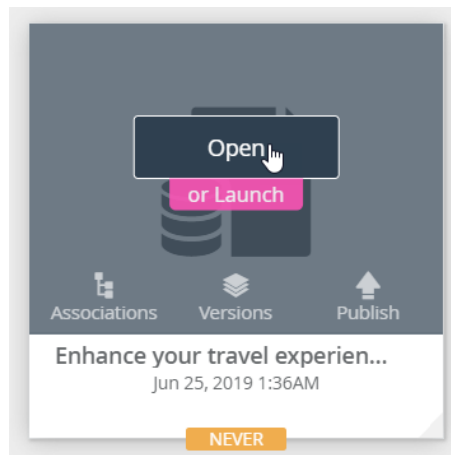 Open
or Launch
Associations Versions Publish
Enhance your travel experien...
Jun 25, 2019 1:36AM
NEVER